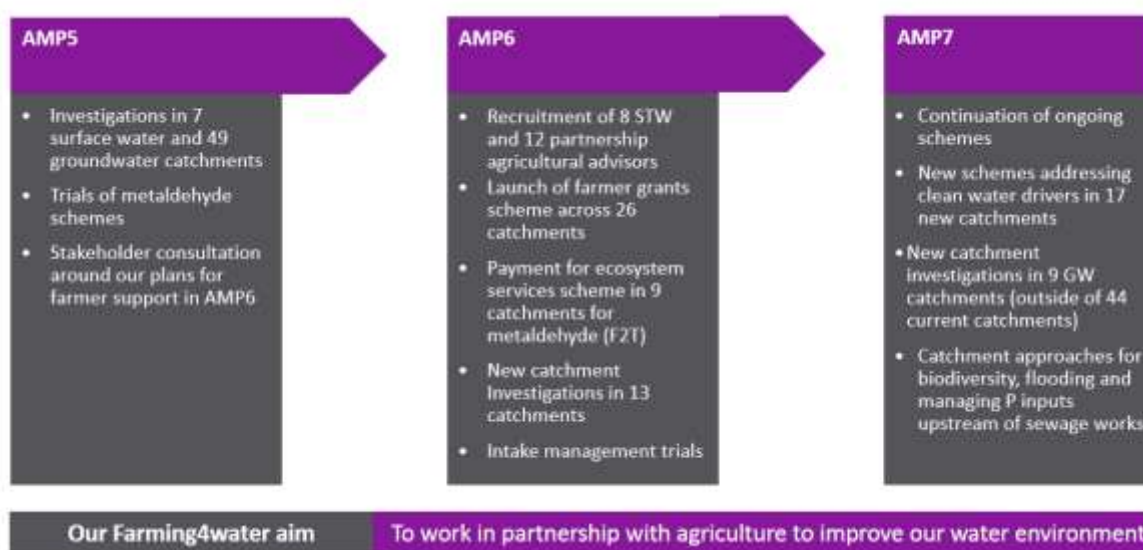 AMP5
• Investigations in 7
surface water and 49
groundwater catchments
• Trials of metaldehyde
schemes
• Stakeholder consultation
around our plans for
farmer support in AMP6
AMP6
• Recruitment of 8 STW
and 12 partnership
agricultural advisors
• Launch of farmer grants
scheme across 26
catchments
• Payment for ecosystem
services scheme in 9
catchments for
metaldehyde (F2T)
• New catchment
Investigations in 13
catchments
• Intake management trials
AMP7
• Continuation of ongoing
schemes
• New schemes addressing
clean water drivers in 17
new catchments
• New catchment
investigations in 9 GW
catchments (outside of 44
current catchments)
• Catchment approaches for
biodiversity, flooding and
managing P inputs
upstream of sewage works
Our Farming4water aim
To work in partnership with agriculture to improve our water environment